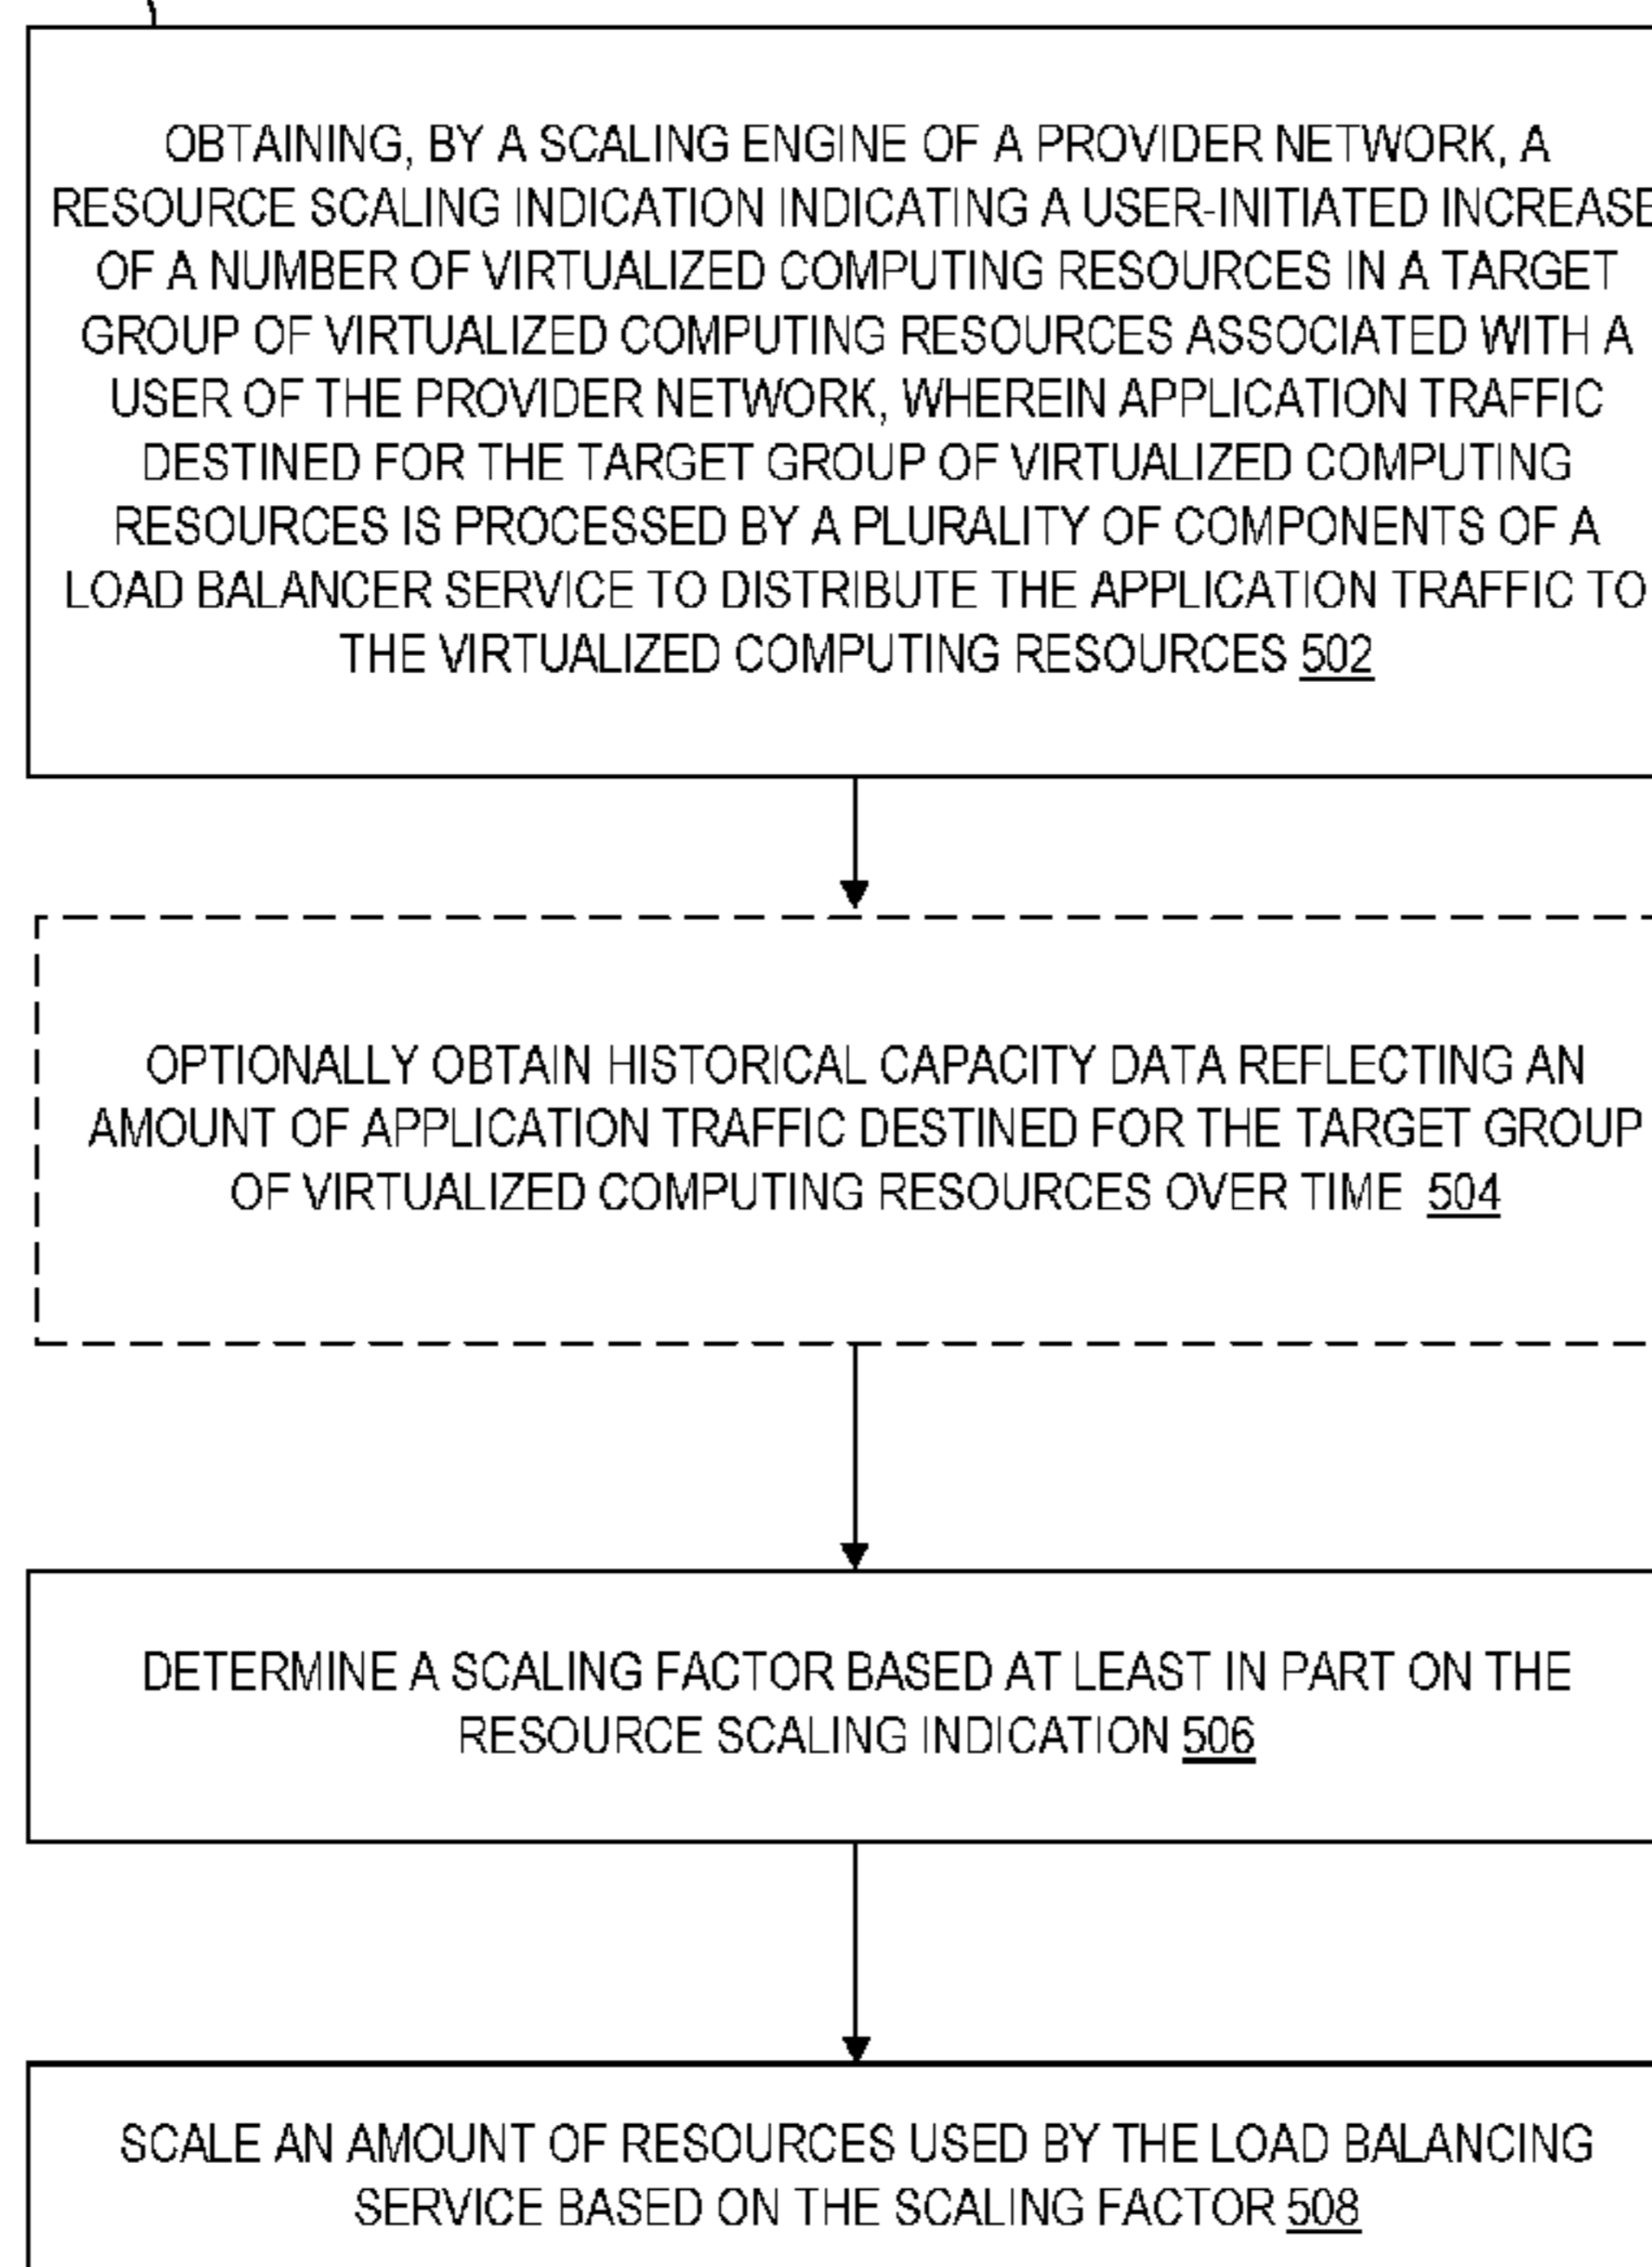 OBTAINING, BY A SCALING ENGINE OF A PROVIDER NETWORK, A
RESOURCE SCALING INDICATION INDICATING A USER-INITIATED INCREASE
OF A NUMBER OF VIRTUALIZED COMPUTING RESOURCES IN A TARGET
GROUP OF VIRTUALIZED COMPUTING RESOURCES ASSOCIATED WITH A
USER OF THE PROVIDER NETWORK, WHEREIN APPLICATION TRAFFIC
DESTINED FOR THE TARGET GROUP OF VIRTUALIZED COMPUTING
RESOURCES IS PROCESSED BY A PLURALITY OF COMPONENTS OF A
LOAD BALANCER SERVICE TO DISTRIBUTE THE APPLICATION TRAFFIC TO
THE VIRTUALIZED COMPUTING RESOURCES 502
OPTIONALLY OBTAIN HISTORICAL CAPACITY DATA REFLECTING AN
AMOUNT OF APPLICATION TRAFFIC DESTINED FOR THE TARGET GROUP
OF VIRTUALIZED COMPUTING RESOURCES OVER TIME 504
DETERMINE A SCALING FACTOR BASED AT LEAST IN PART ON THE
RESOURCE SCALING INDICATION 506
SCALE AN AMOUNT OF RESOURCES USED BY THE LOAD BALANCING
SERVICE BASED ON THE SCALING FACTOR 508